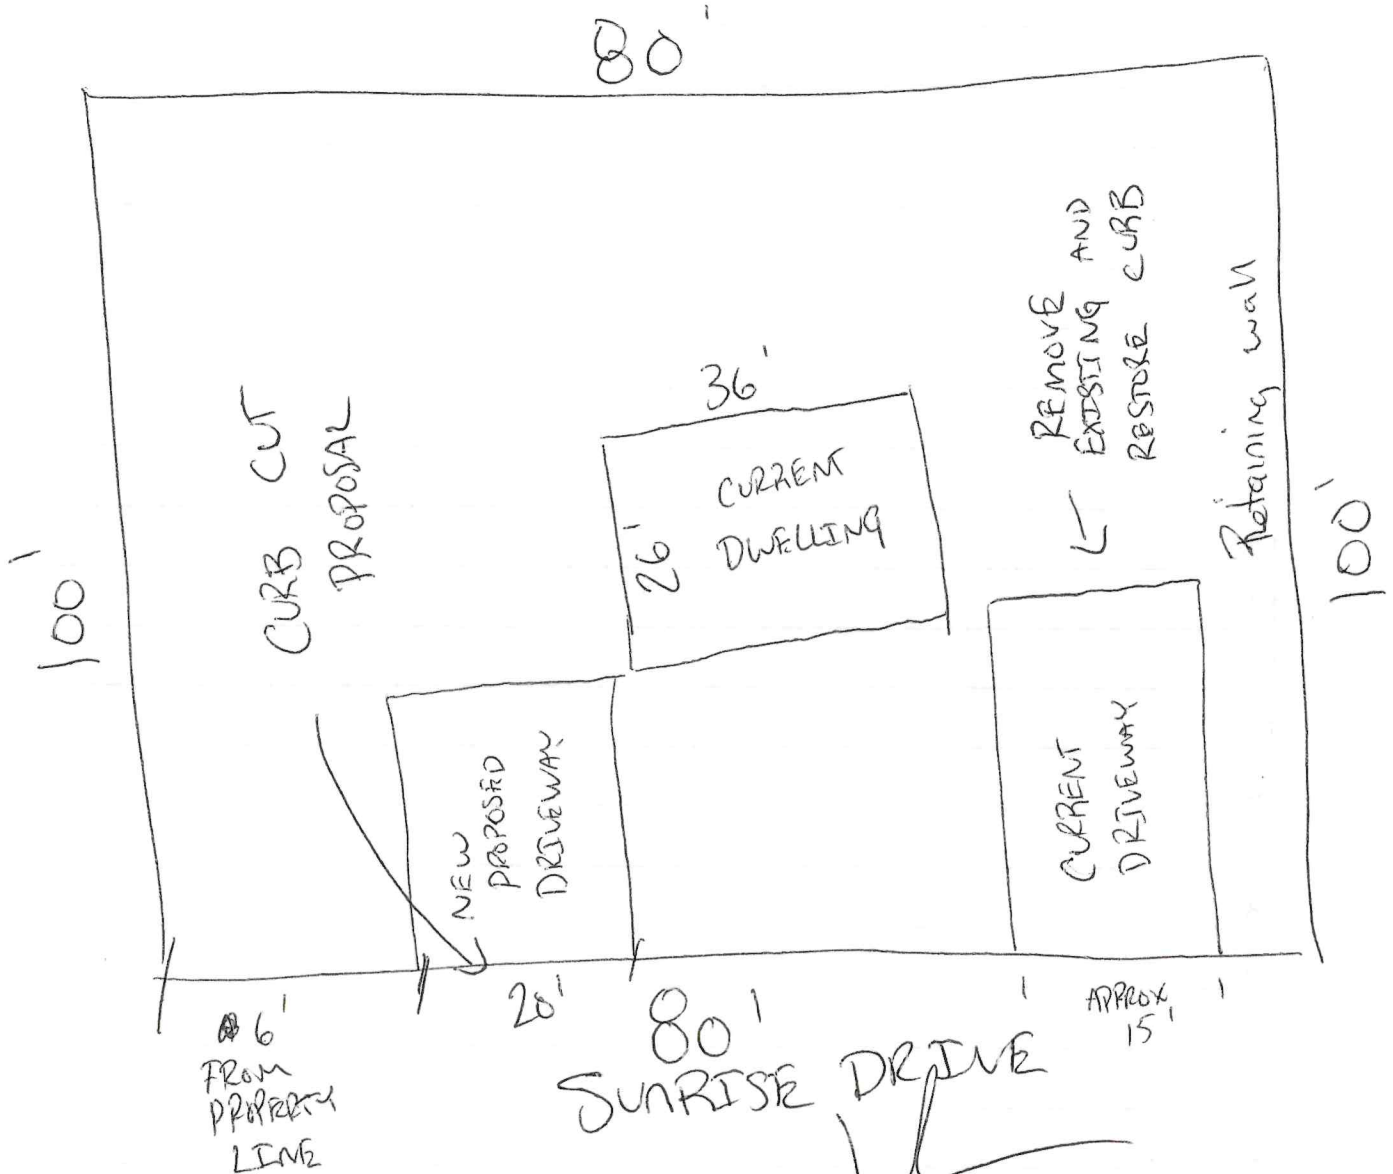 80'
100'
CURB CUT
PROPOSAL
36'
26'
CURRENT
DWELLING
REMOVE
EXISTING AND
RESTORE CURB
Retaining wall
100'
NEW
PROPOSED
DRIVEWAY
CURRENT
DRIVEWAY
6'
FROM
PROPERTY
LINE
20'
80'
APPROX
15'
SUNRISE DRIVE